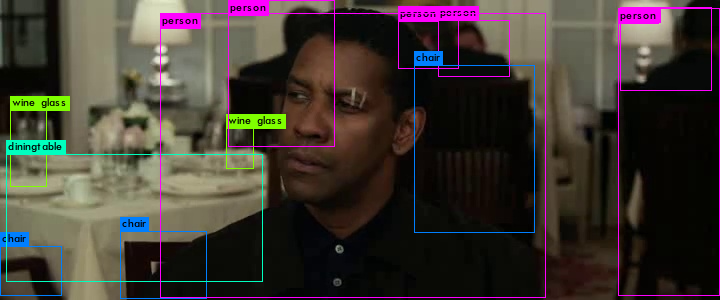 person
person
person person
person
chair
wine glass
wine glass
diningtable
chair
chair